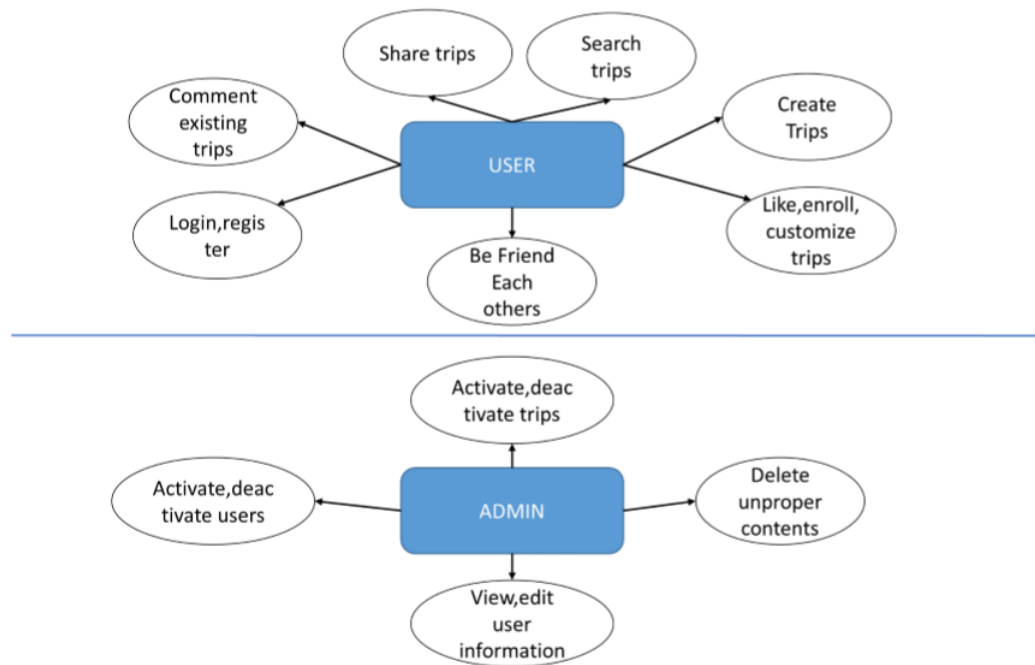 Share trips
Search
trips
Comment
existing
trips
Create
Trips
USER
Login,regis
ter
Like,enroll,
customize
trips
Be Friend
Each
others
Activate,deac
tivate trips
Activate,deac
tivate users
ADMIN
Delete
unproper
contents
View,edit
user
information